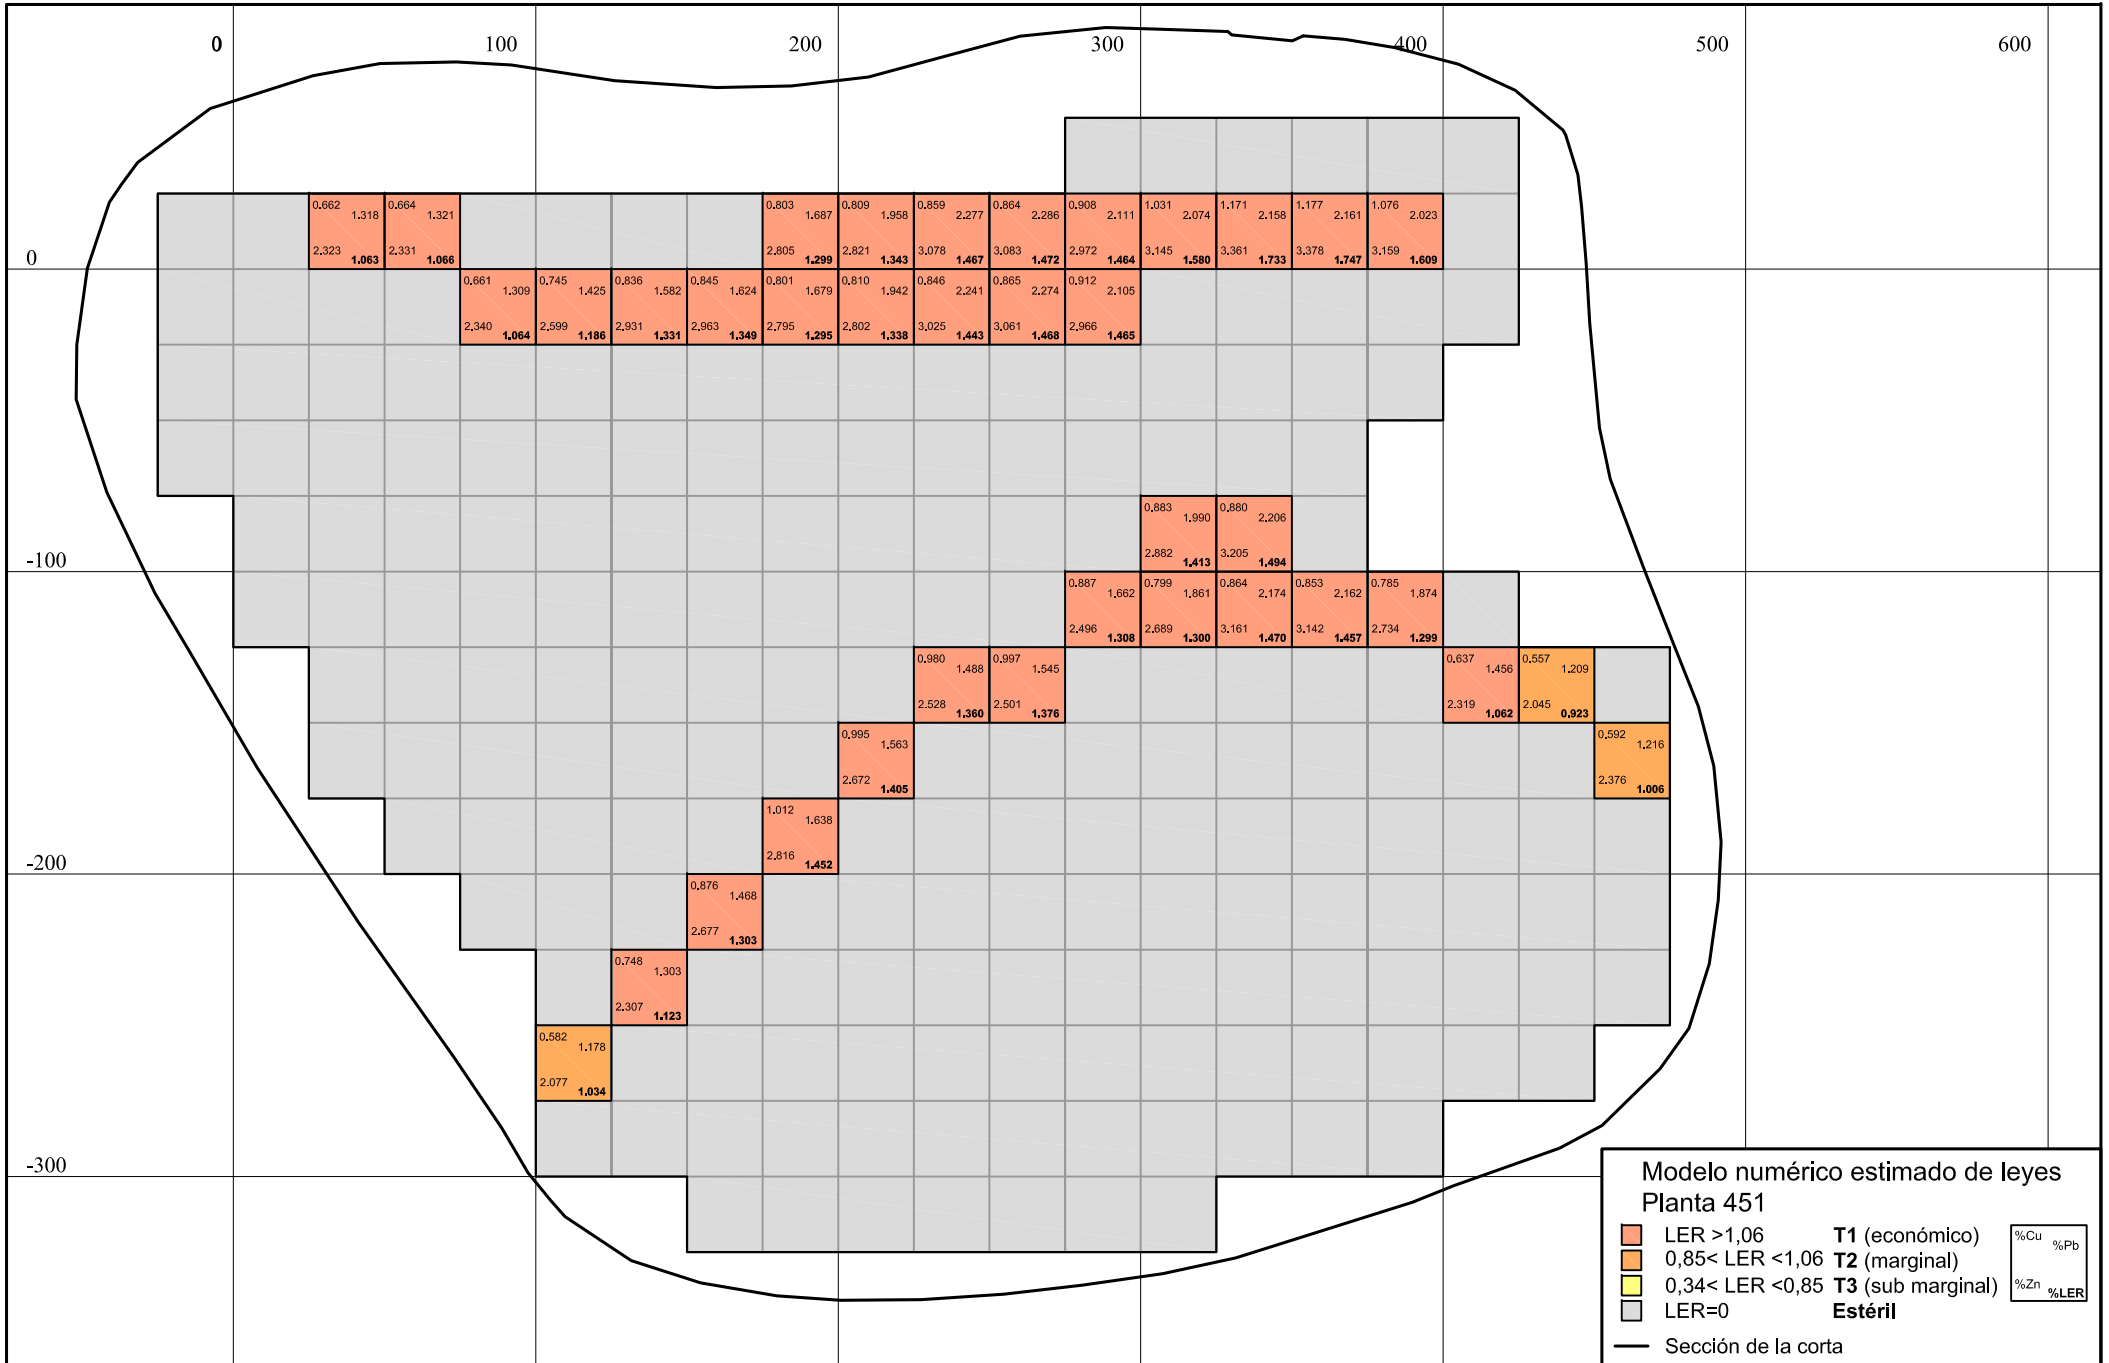 0 100 200 300 400 500 600
0.662 0.664 0.803 0.809 0.859 0.864 0.908 1.031 1.171 1.177 1.076
1.318 1.321 1.687 1.958 2.277 2.286 2.111 2.074 2.158 2.161 2.023
2.323 2.331 2.805 2.821 3.078 3.083 2.972 3.145 3.361 3.378 3.159
1.063 1.066 1.299 1.343 1.467 1.472 1.464 1.580 1.733 1.747 1.609
0
0.661 0.745 0.836 0.845 0.801 0.810 0.846 0.865 0.912
1.309 1.425 1.582 1.624 1.679 1.942 2.241 2.274 2.105
2.340 2.599 2.931 2.963 2.795 2.802 3.025 3.061 2.966
1.064 1.186 1.331 1.349 1.295 1.338 1.443 1.468 1.465
0.883 0.880
1.990 2.206
2.882 3.205
1.413 1.494
-100
0.887 0.799 0.864 0.853 0.785
1.662 1.861 2.174 2.162 1.874
2.496 2.689 3.161 3.142 2.734
1.308 1.300 1.470 1.457 1.299
0.980 0.997 0.637 0.557
1.488 1.545 1.456 1.209
2.528 2.501 2.319 2.045
1.360 1.376 1.062 0.923
0.995 0.592
1.563 1.216
2.672 2.376
1.405 1.006
1.012
1.638
2.816
1.452
-200
0.876
1.468
2.677
1.303
0.748
1.303
2.307
1.123
0.582
1.178
2.077
1.034
-300
Modelo numérico estimado de leyes
Planta 451
LER >1,06 T1 (económico)
0,85< LER <1,06 T2 (marginal)
0,34< LER <0,85 T3 (sub marginal)
LER=0 Estéril
%Cu %Pb
%Zn %LER
Sección de la corta